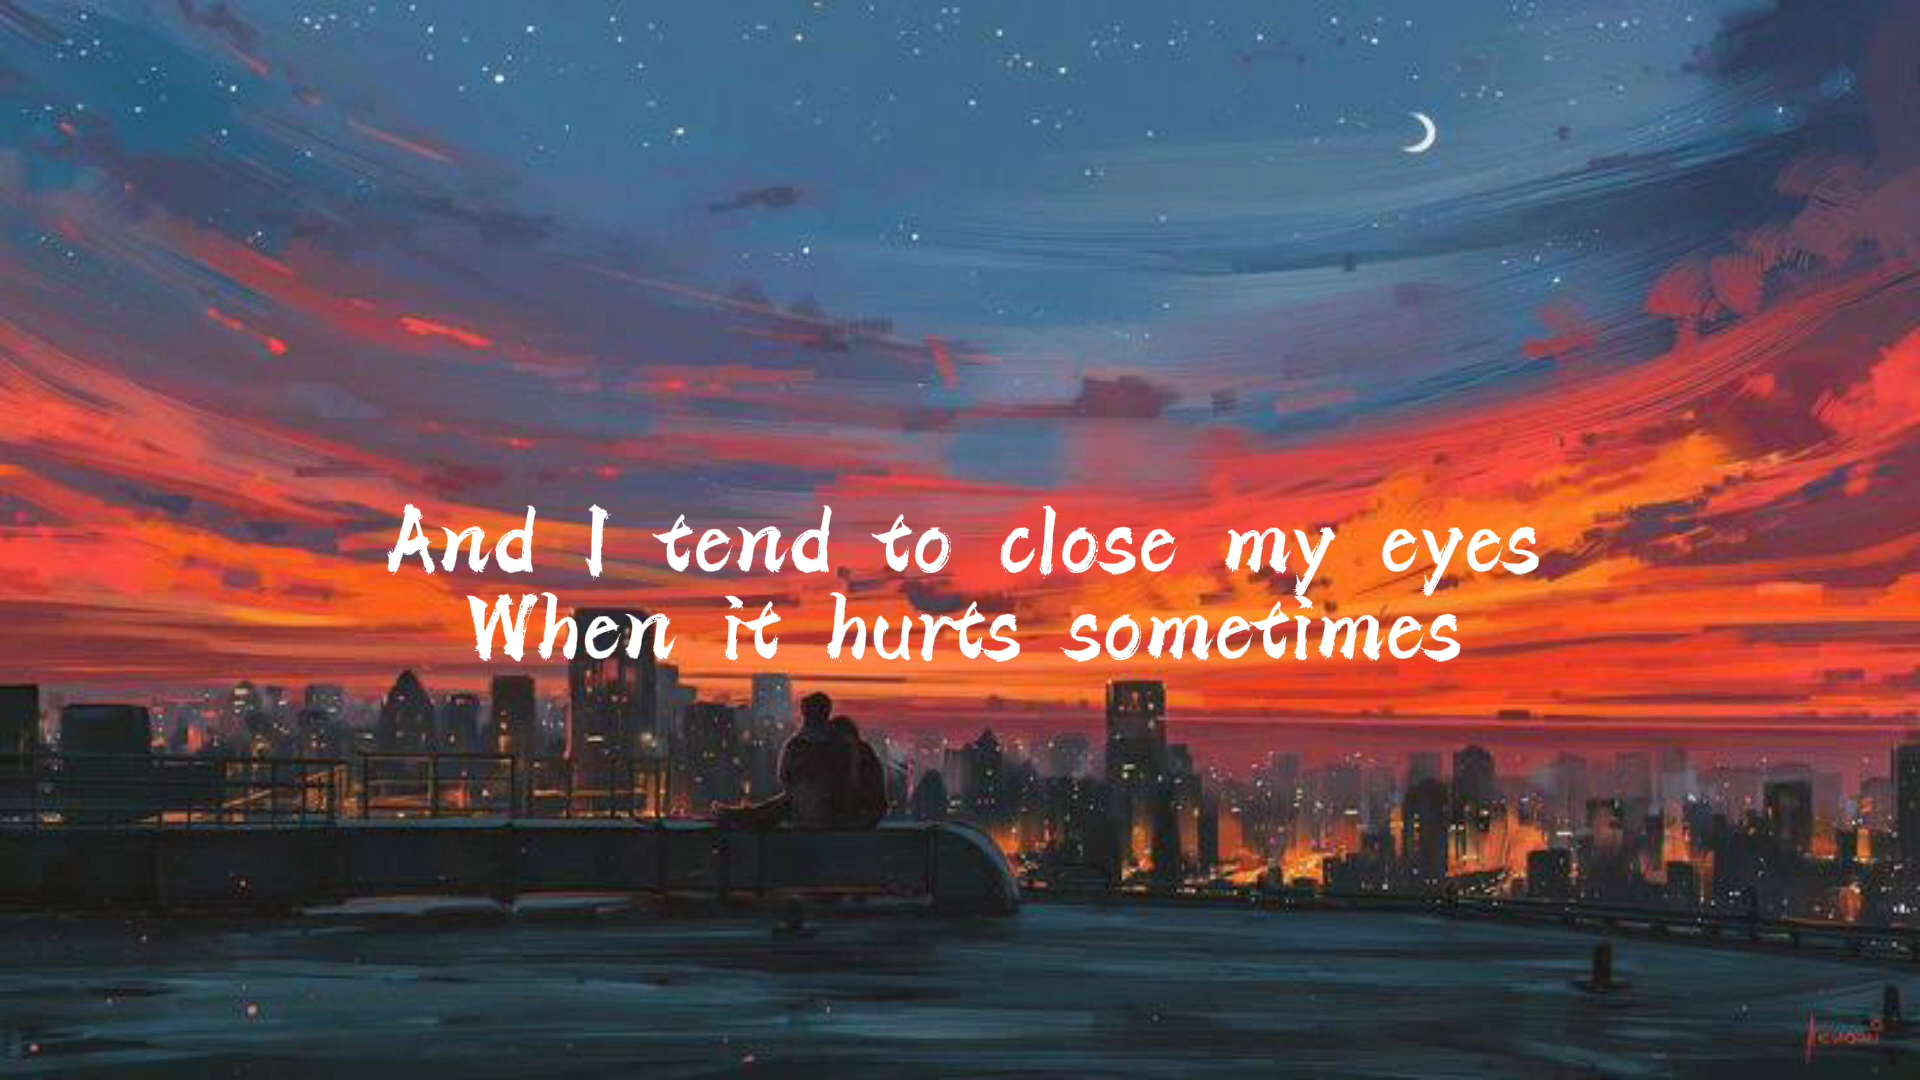 And I tend to close my eyes
When it hurts sometimes